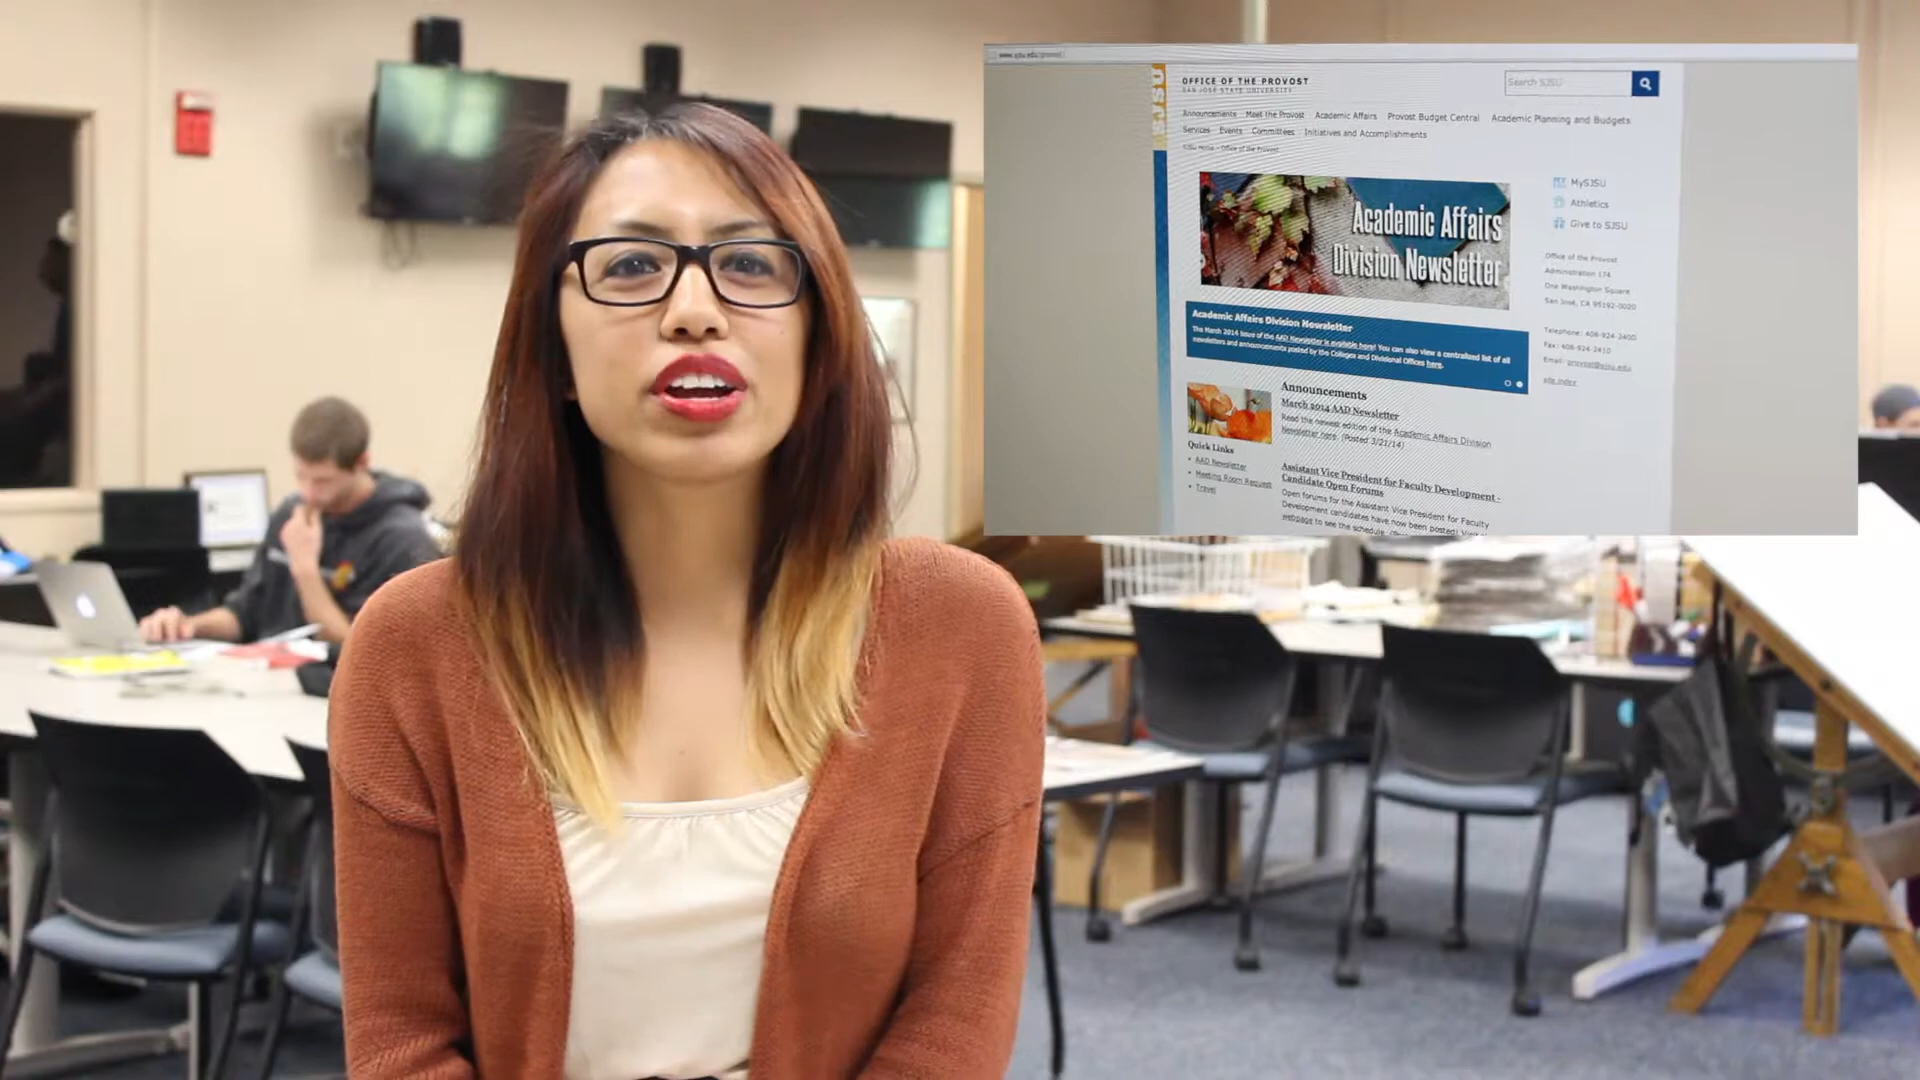 www.sjsu.edu/provost
SJSU
OFFICE OF THE PROVOST
SAN JOSE STATE UNIVERSITY
Search SJSU
Announcements Meet the Provost Academic Affairs Provost Budget Central Academic Planning and Budgets
Services Events Committees Initiatives and Accomplishments
SJSU Home > Office of the Provost
Academic Affairs
Division Newsletter
MySJSU
Athletics
Give to SJSU
Office of the Provost
Administration 174
One Washington Square
San José, CA 95192-0020
Telephone: 408-924-2400
Fax: 408-924-2410
Email: provost@sjsu.edu
site index
Academic Affairs Division Newsletter
The March 2014 issue of the AAD Newsletter is available here! You can also view a centralized list of all
newsletters and announcements posted by the Colleges and Divisional Offices here.
Quick Links
AAD Newsletter
Meeting Room Request
Travel
Announcements
March 2014 AAD Newsletter
Read the newest edition of the Academic Affairs Division
Newsletter here. (Posted 3/21/14)
Assistant Vice President for Faculty Development -
Candidate Open Forums
Open forums for the Assistant Vice President for Faculty
Development candidates have now been posted! Visit
webpage to see the schedule.